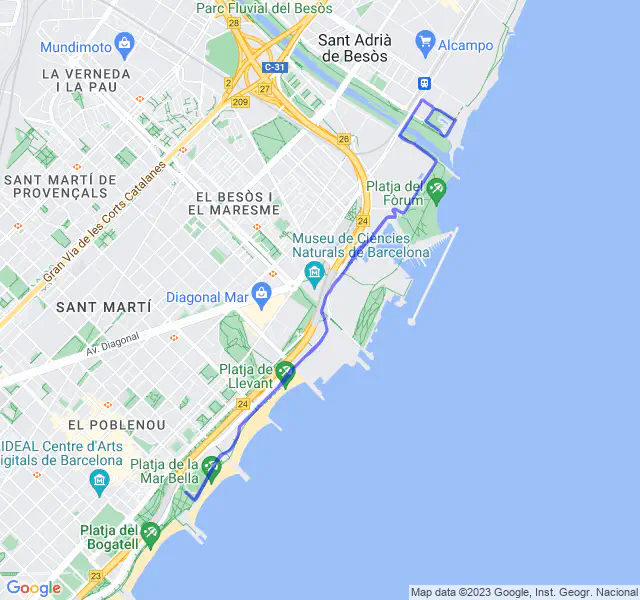 Parc Fluvial del Besòs
28
Sant Adrià
de Besòs
Alcampo
Mundimoto
C-31
LA VERNEDA
I LA PAU
2
27
209
26
SANT MARTÍ DE
PROVENÇALS
Gran Via de les Corts Catalanes
EL BESÒS I
EL MARESME
Platja del
Fòrum
24
Museu de Ciències
Naturals de Barcelona
Diagonal Mar
SANT MARTÍ
Av. Diagonal
Platja de
Llevant
24
EL POBLENOU
IDEAL Centre d'Arts
igitals de Barcelona
Platja de la
Mar Bella
Platja del
Bogatell
23
Google
Map data ©2023 Google, Inst. Geogr. Nacional